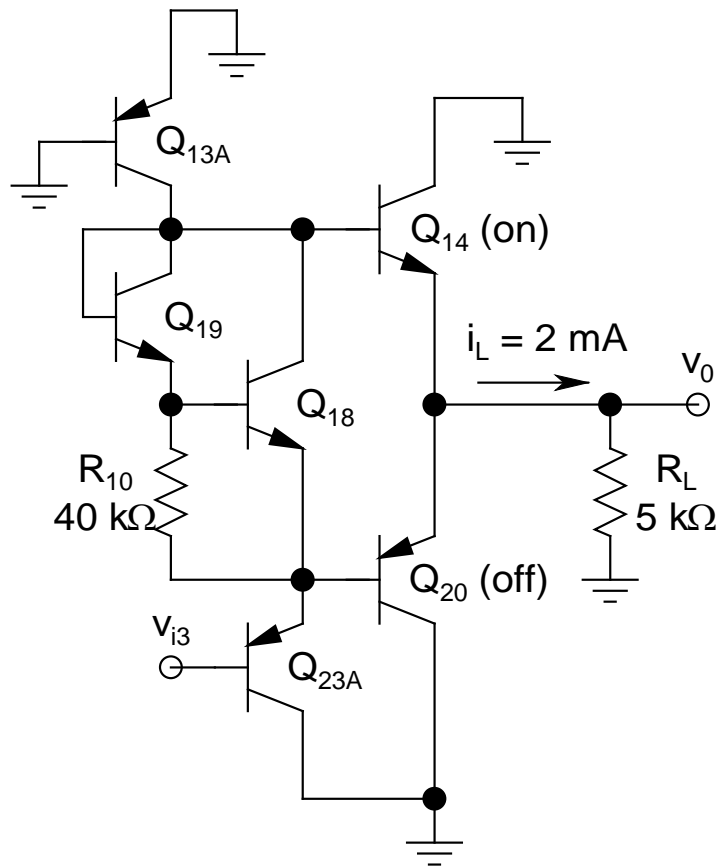 Q13A
Q14 (on)
Q19
iL = 2 mA
v0
Q18
R10
40 kΩ
RL
5 kΩ
Q20 (off)
vi3
Q23A